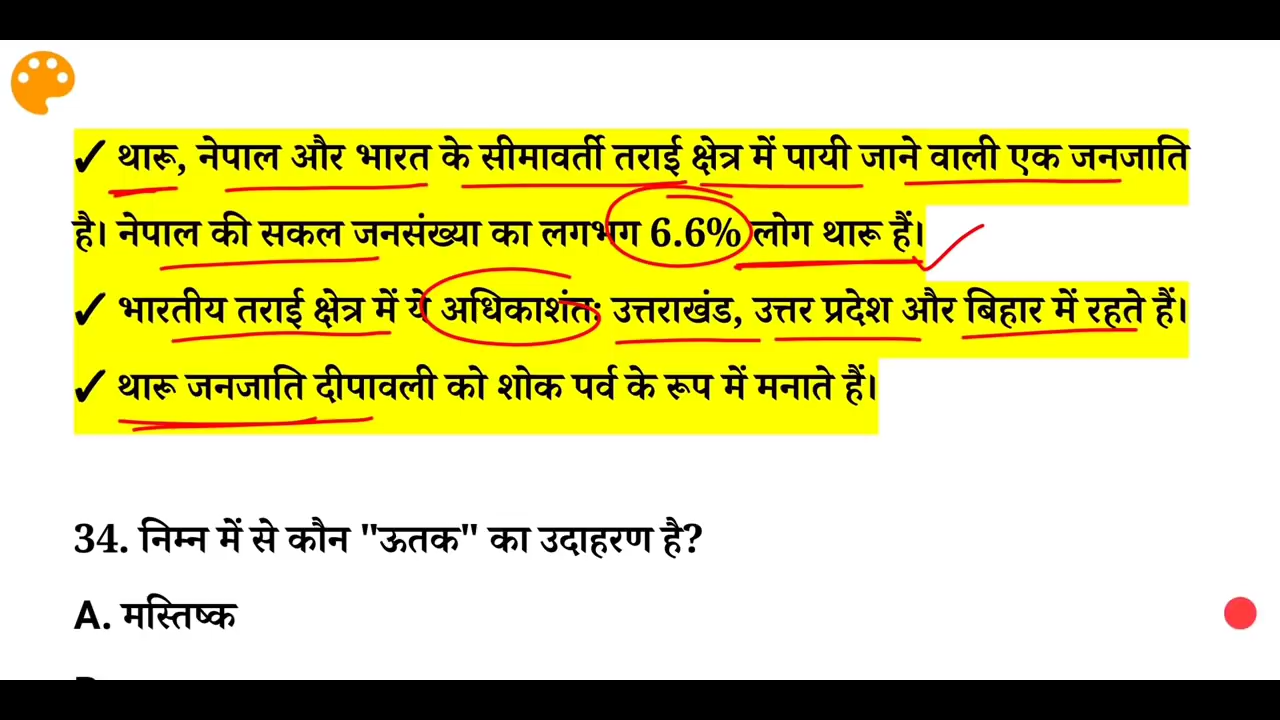 ✓ थारू, नेपाल और भारत के सीमावर्ती तराई क्षेत्र में पायी जाने वाली एक जनजाति
है। नेपाल की सकल जनसंख्या का लगभग 6.6% लोग थारू हैं।
✓ भारतीय तराई क्षेत्र में ये अधिकाशंतः उत्तराखंड, उत्तर प्रदेश और बिहार में रहते हैं।
✓ थारू जनजाति दीपावली को शोक पर्व के रूप में मनाते हैं।
34. निम्न में से कौन "ऊतक" का उदाहरण है?
A. मस्तिष्क